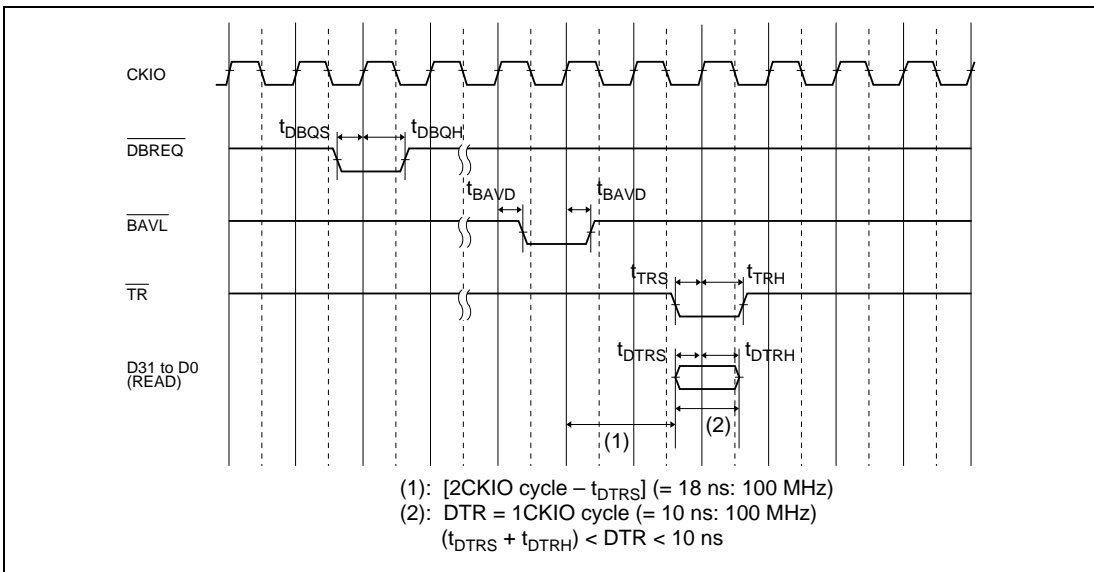 CKIO
tDBQS tDBQH
DBREQ
tBAVD tBAVD
BAVL
tTRS tTRH
TR
tDTRS tDTRH
D31 to D0
(READ)
(1) (2)
(1): [2CKIO cycle – tDTRS] (= 18 ns: 100 MHz)
(2): DTR = 1CKIO cycle (= 10 ns: 100 MHz)
(tDTRS + tDTRH) < DTR < 10 ns